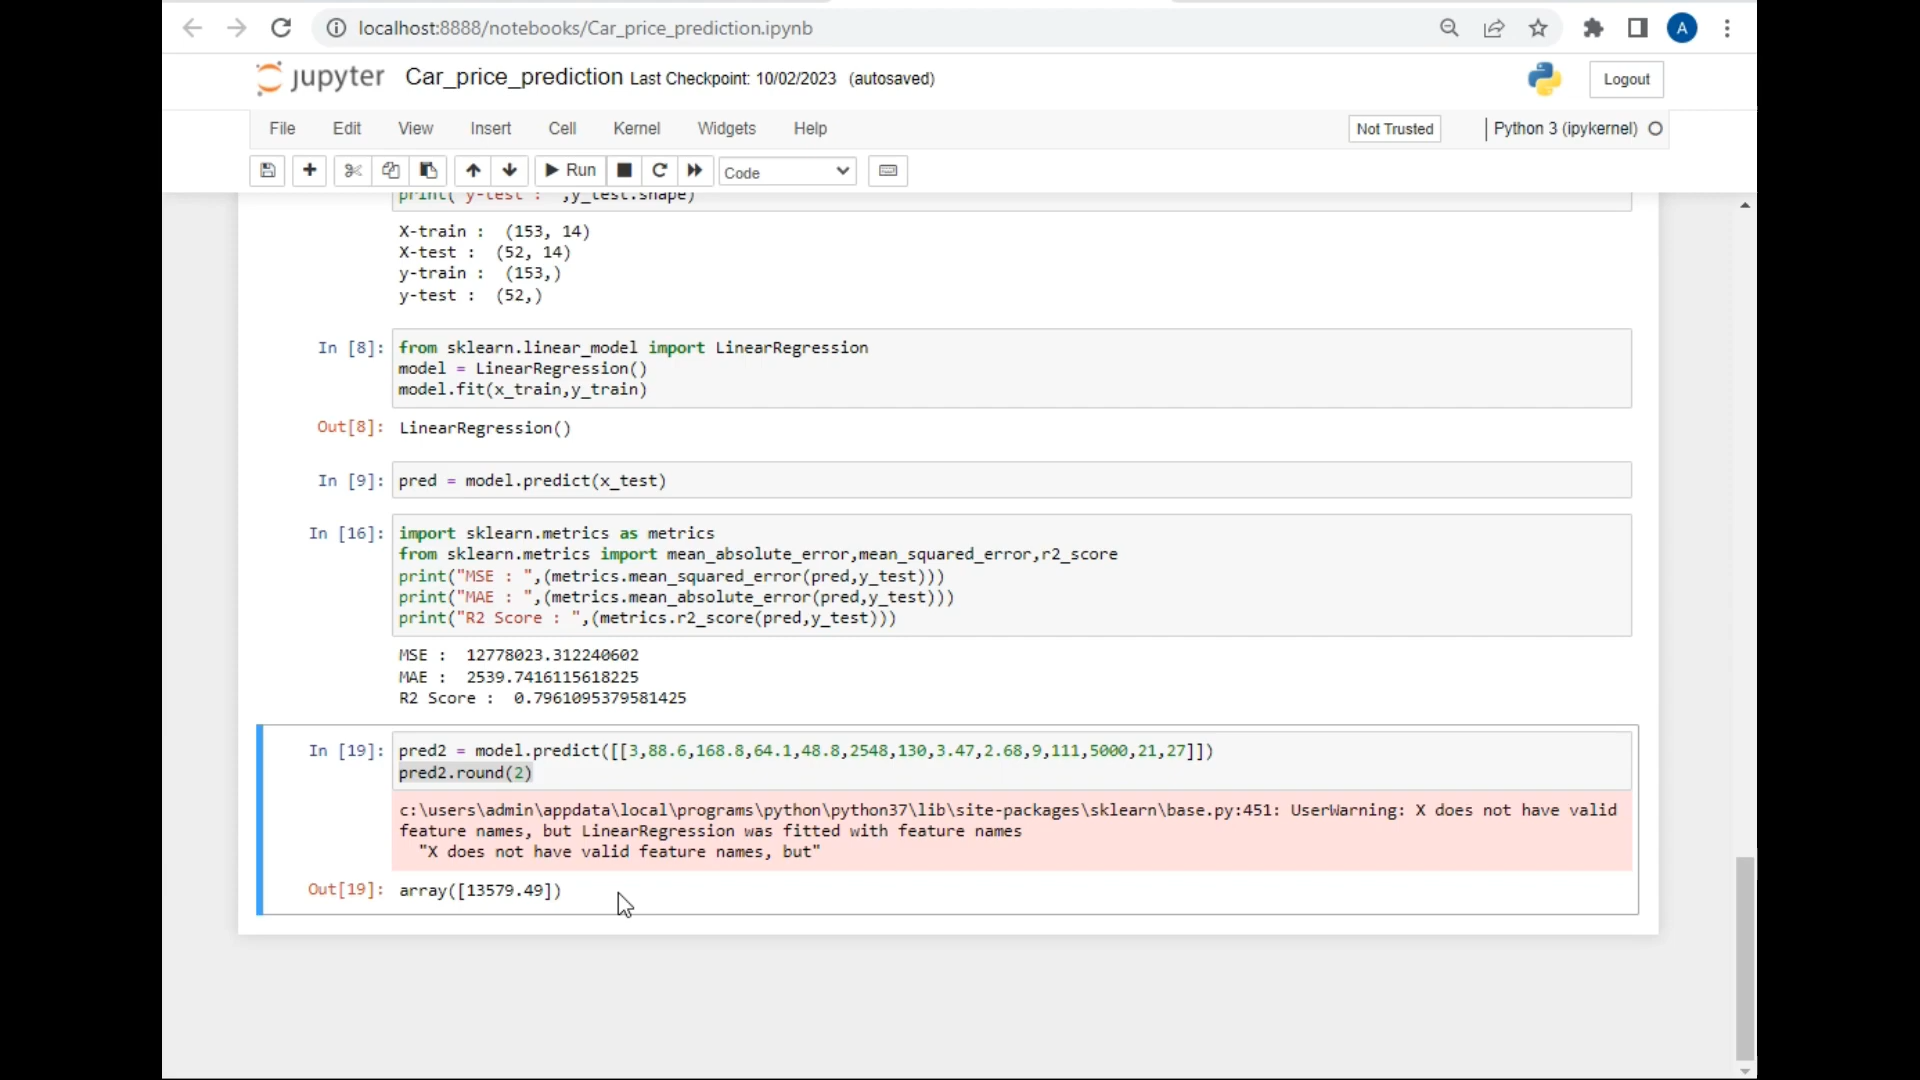 localhost:8888/notebooks/Car_price_prediction.ipynb
A
jupyter Car_price_prediction Last Checkpoint: 10/02/2023 (autosaved)
Logout
File Edit View Insert Cell Kernel Widgets Help
Not Trusted
Python 3 (ipykernel)
Run
Code
print("y-test : ",y_test.shape)
X-train :  (153, 14)
X-test :  (52, 14)
y-train :  (153,)
y-test :  (52,)
In [8]: from sklearn.linear_model import LinearRegression
model = LinearRegression()
model.fit(x_train,y_train)
Out[8]: LinearRegression()
In [9]: pred = model.predict(x_test)
In [16]: import sklearn.metrics as metrics
from sklearn.metrics import mean_absolute_error,mean_squared_error,r2_score
print("MSE : ",(metrics.mean_squared_error(pred,y_test)))
print("MAE : ",(metrics.mean_absolute_error(pred,y_test)))
print("R2 Score : ",(metrics.r2_score(pred,y_test)))
MSE :  12778023.312240602
MAE :  2539.7416115618225
R2 Score :  0.7961095379581425
In [19]: pred2 = model.predict([[3,88.6,168.8,64.1,48.8,2548,130,3.47,2.68,9,111,5000,21,27]])
pred2.round(2)
c:\users\admin\appdata\local\programs\python\python37\lib\site-packages\sklearn\base.py:451: UserWarning: X does not have valid
feature names, but LinearRegression was fitted with feature names
"X does not have valid feature names, but"
Out[19]: array([13579.49])